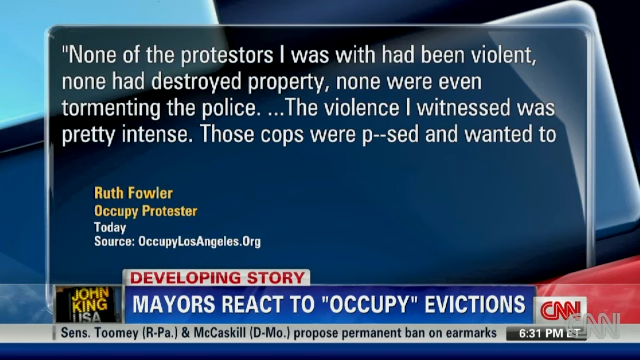 "None of the protestors I was with had been violent,
none had destroyed property, none were even
tormenting the police. ...The violence I witnessed was
pretty intense. Those cops were p--sed and wanted to
Ruth Fowler
Occupy Protester
Today
Source: OccupyLosAngeles.Org
DEVELOPING STORY
JOHN
KING
USA
MAYORS REACT TO "OCCUPY" EVICTIONS
CNN
Sens. Toomey (R-Pa.) & McCaskill (D-Mo.) propose permanent ban on earmarks
6:31 PM ET
CNN